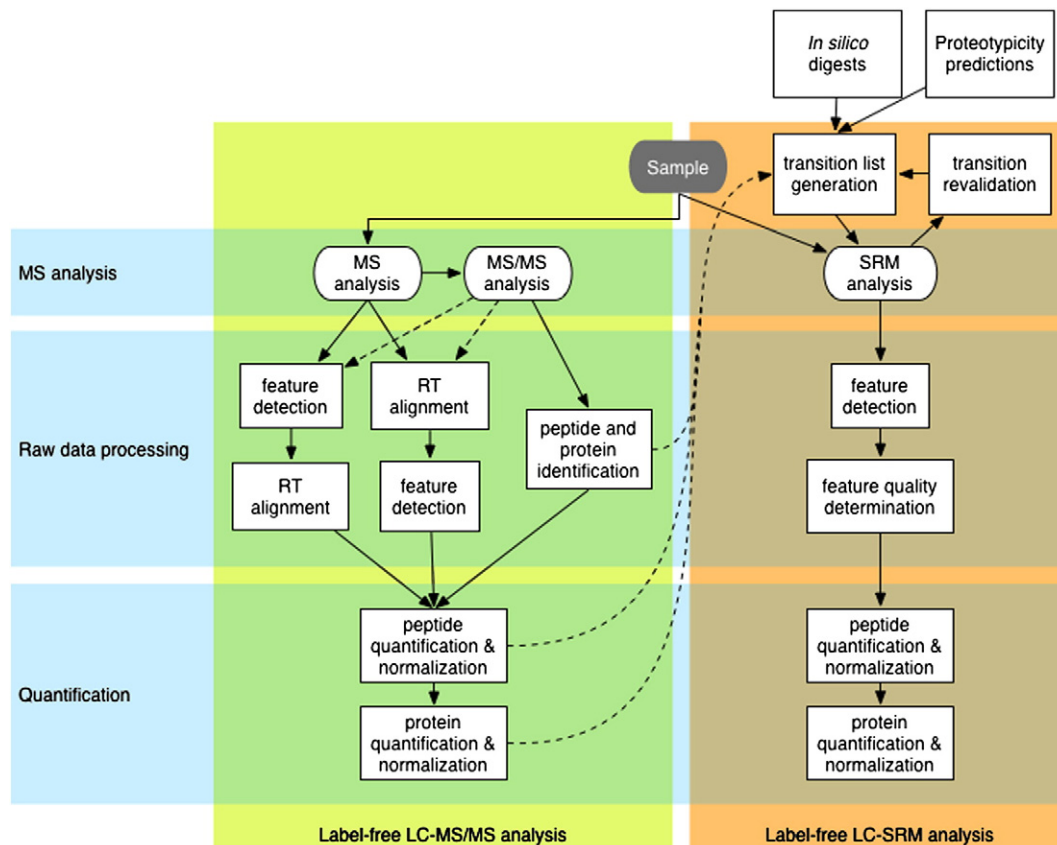 In silico
digests
Proteotypicity
predictions
Sample
transition list
generation
transition
revalidation
MS analysis
MS
analysis
MS/MS
analysis
SRM
analysis
Raw data processing
feature
detection
RT
alignment
RT
alignment
feature
detection
peptide and
protein
identification
feature
detection
feature quality
determination
Quantification
peptide
quantification &
normalization
protein
quantification &
normalization
peptide
quantification &
normalization
protein
quantification &
normalization
Label-free LC-MS/MS analysis
Label-free LC-SRM analysis